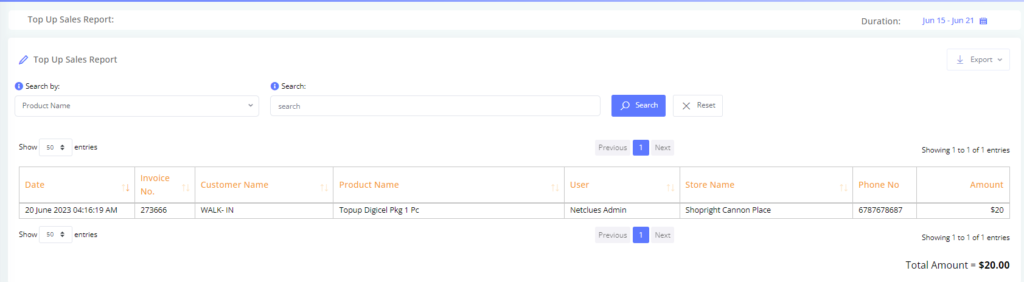 Top Up Sales Report:
Duration: Jun 15 - Jun 21
Top Up Sales Report
Export
Search by: Search:
Product Name search Search Reset
Show 50 entries Previous 1 Next Showing 1 to 1 of 1 entries
Date Invoice No. Customer Name Product Name User Store Name Phone No Amount
20 June 2023 04:16:19 AM 273666 WALK- IN Topup Digicel Pkg 1 Pc Netclues Admin Shopright Cannon Place 6787678687 $20
Show 50 entries Previous 1 Next Showing 1 to 1 of 1 entries
Total Amount = $20.00